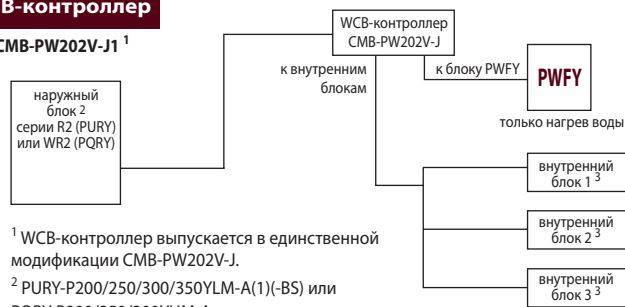 В-контроллер
CMB-PW202V-J1 ¹
WCB-контроллер
CMB-PW202V-J
к внутренним
блокам
к блоку PWFY
PWFY
только нагрев воды
наружный
блок ²
серии R2 (PURY)
или WR2 (PQRY)
внутренний
блок 1 ³
внутренний
блок 2 ³
внутренний
блок 3 ³
¹ WCB-контроллер выпускается в единственной
модификации CMB-PW202V-J.
² PURY-P200/250/300/350YLM-A(1)(-BS) или